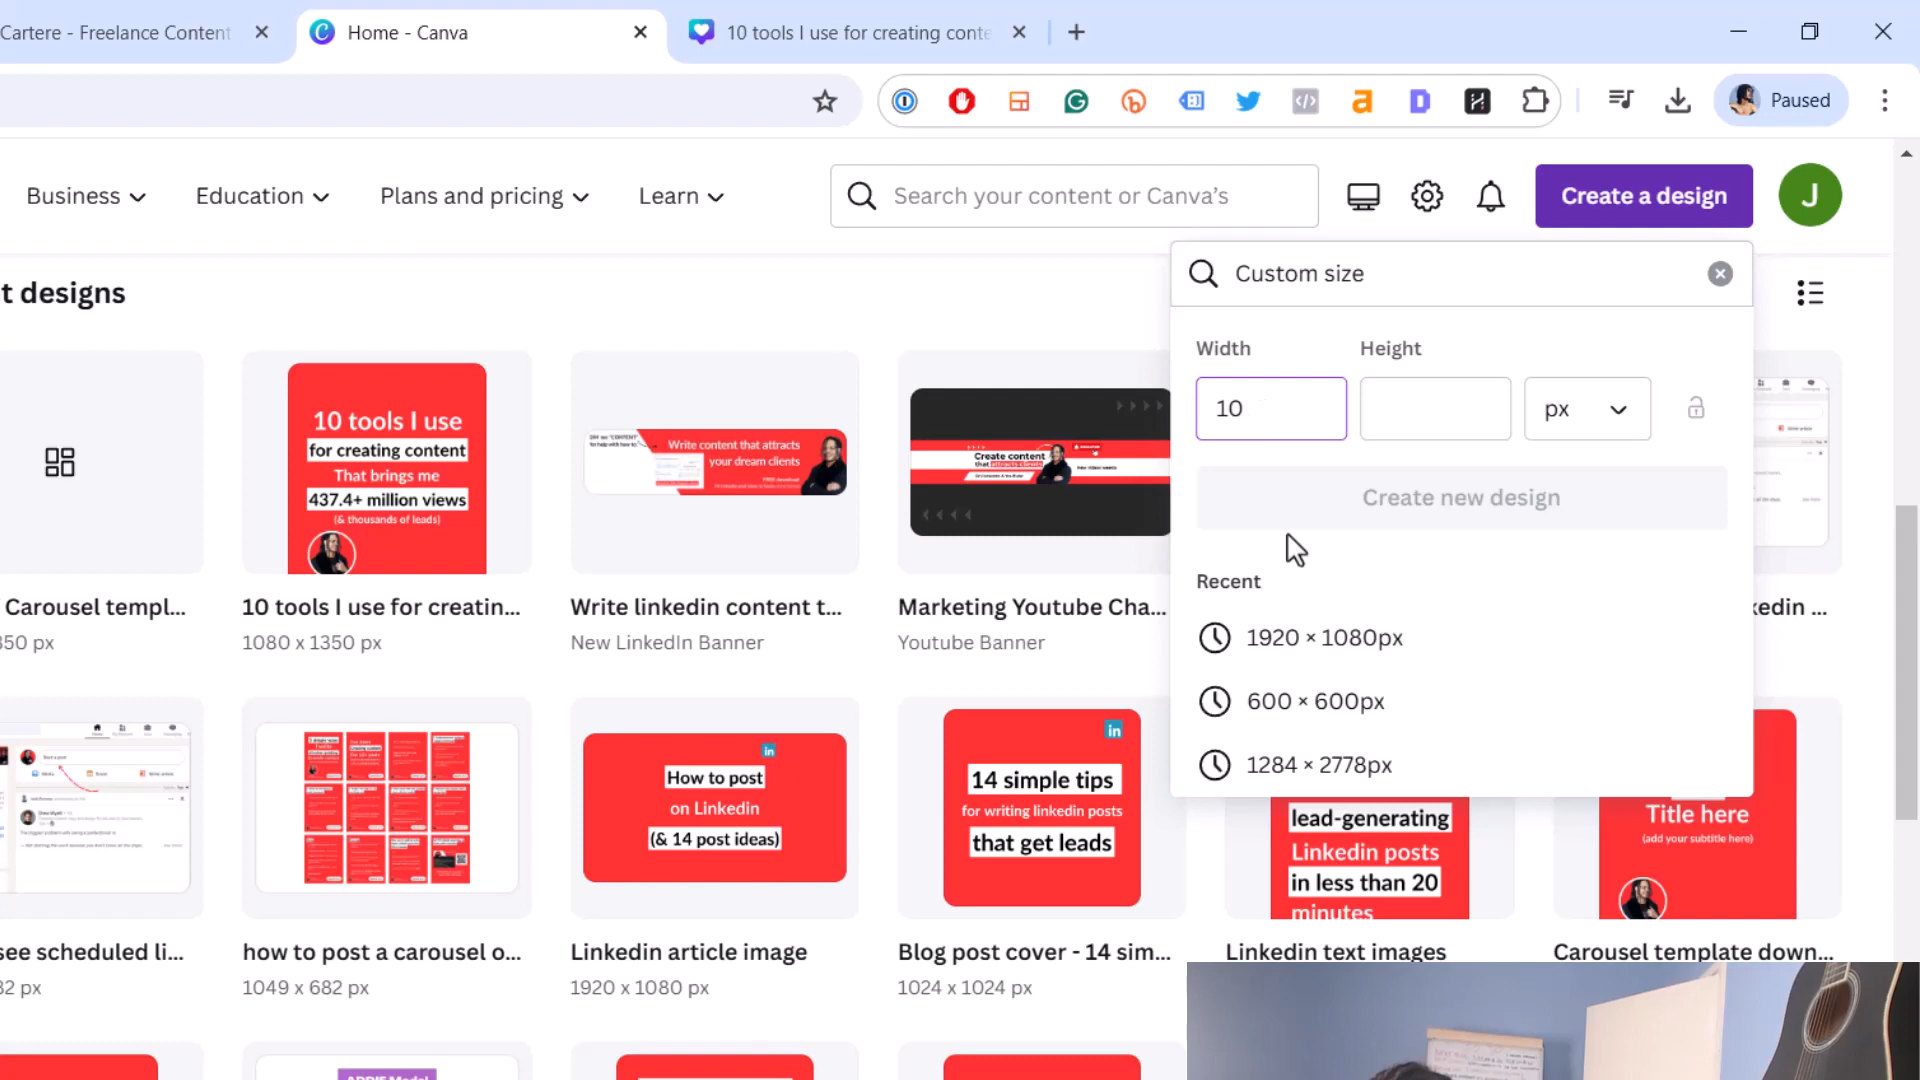 Cartere - Freelance Content
Home - Canva
10 tools I use for creating conte
Paused
Business
Education
Plans and pricing
Learn
Search your content or Canva's
Create a design
J
t designs
Custom size
Width
Height
10
px
Create new design
Recent
1920 × 1080px
600 × 600px
1284 × 2778px
10 tools I use
for creating content
That brings me
437.4+ million views
(& thousands of leads)
Write content that attracts
your dream clients
Create content
that attracts clients
Carousel templ...
350 px
10 tools I use for creatin...
1080 x 1350 px
Write linkedin content t...
New LinkedIn Banner
Marketing Youtube Cha...
Youtube Banner
kedin ...
How to post
on Linkedin
(& 14 post ideas)
in
14 simple tips
for writing linkedin posts
that get leads
in
lead-generating
Linkedin posts
in less than 20
minutes
Title here
(add your subtitle here)
see scheduled li...
32 px
how to post a carousel o...
1049 x 682 px
Linkedin article image
1920 x 1080 px
Blog post cover - 14 sim...
1024 x 1024 px
Linkedin text images
Carousel template down...